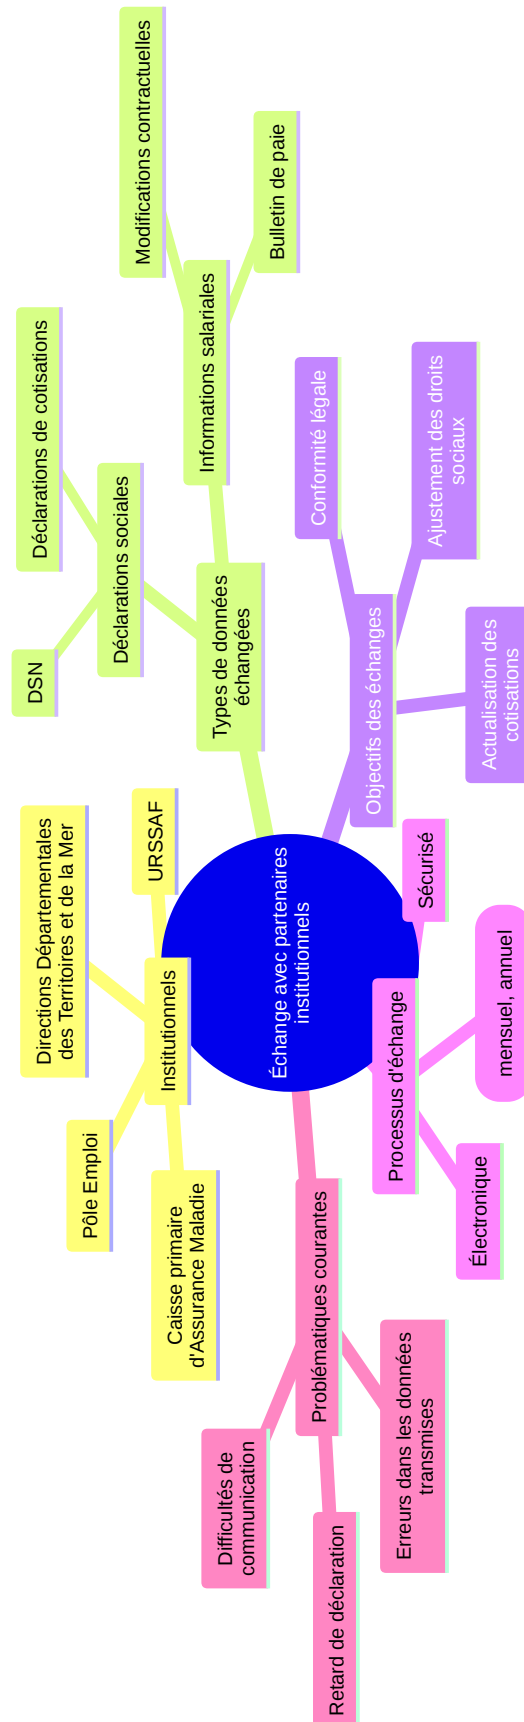 Échange avec partenaires
institutionnels
Institutionnels
URSSAF
Directions Départementales
des Territoires et de la Mer
Pôle Emploi
Caisse primaire
d'Assurance Maladie
Types de données
échangées
Déclarations sociales
DSN
Déclarations de cotisations
Informations salariales
Modifications contractuelles
Bulletin de paie
Objectifs des échanges
Conformité légale
Ajustement des droits
sociaux
Actualisation des
cotisations
Processus d'échange
Sécurisé
mensuel, annuel
Électronique
Problématiques courantes
Difficultés de
communication
Retard de déclaration
Erreurs dans les données
transmises